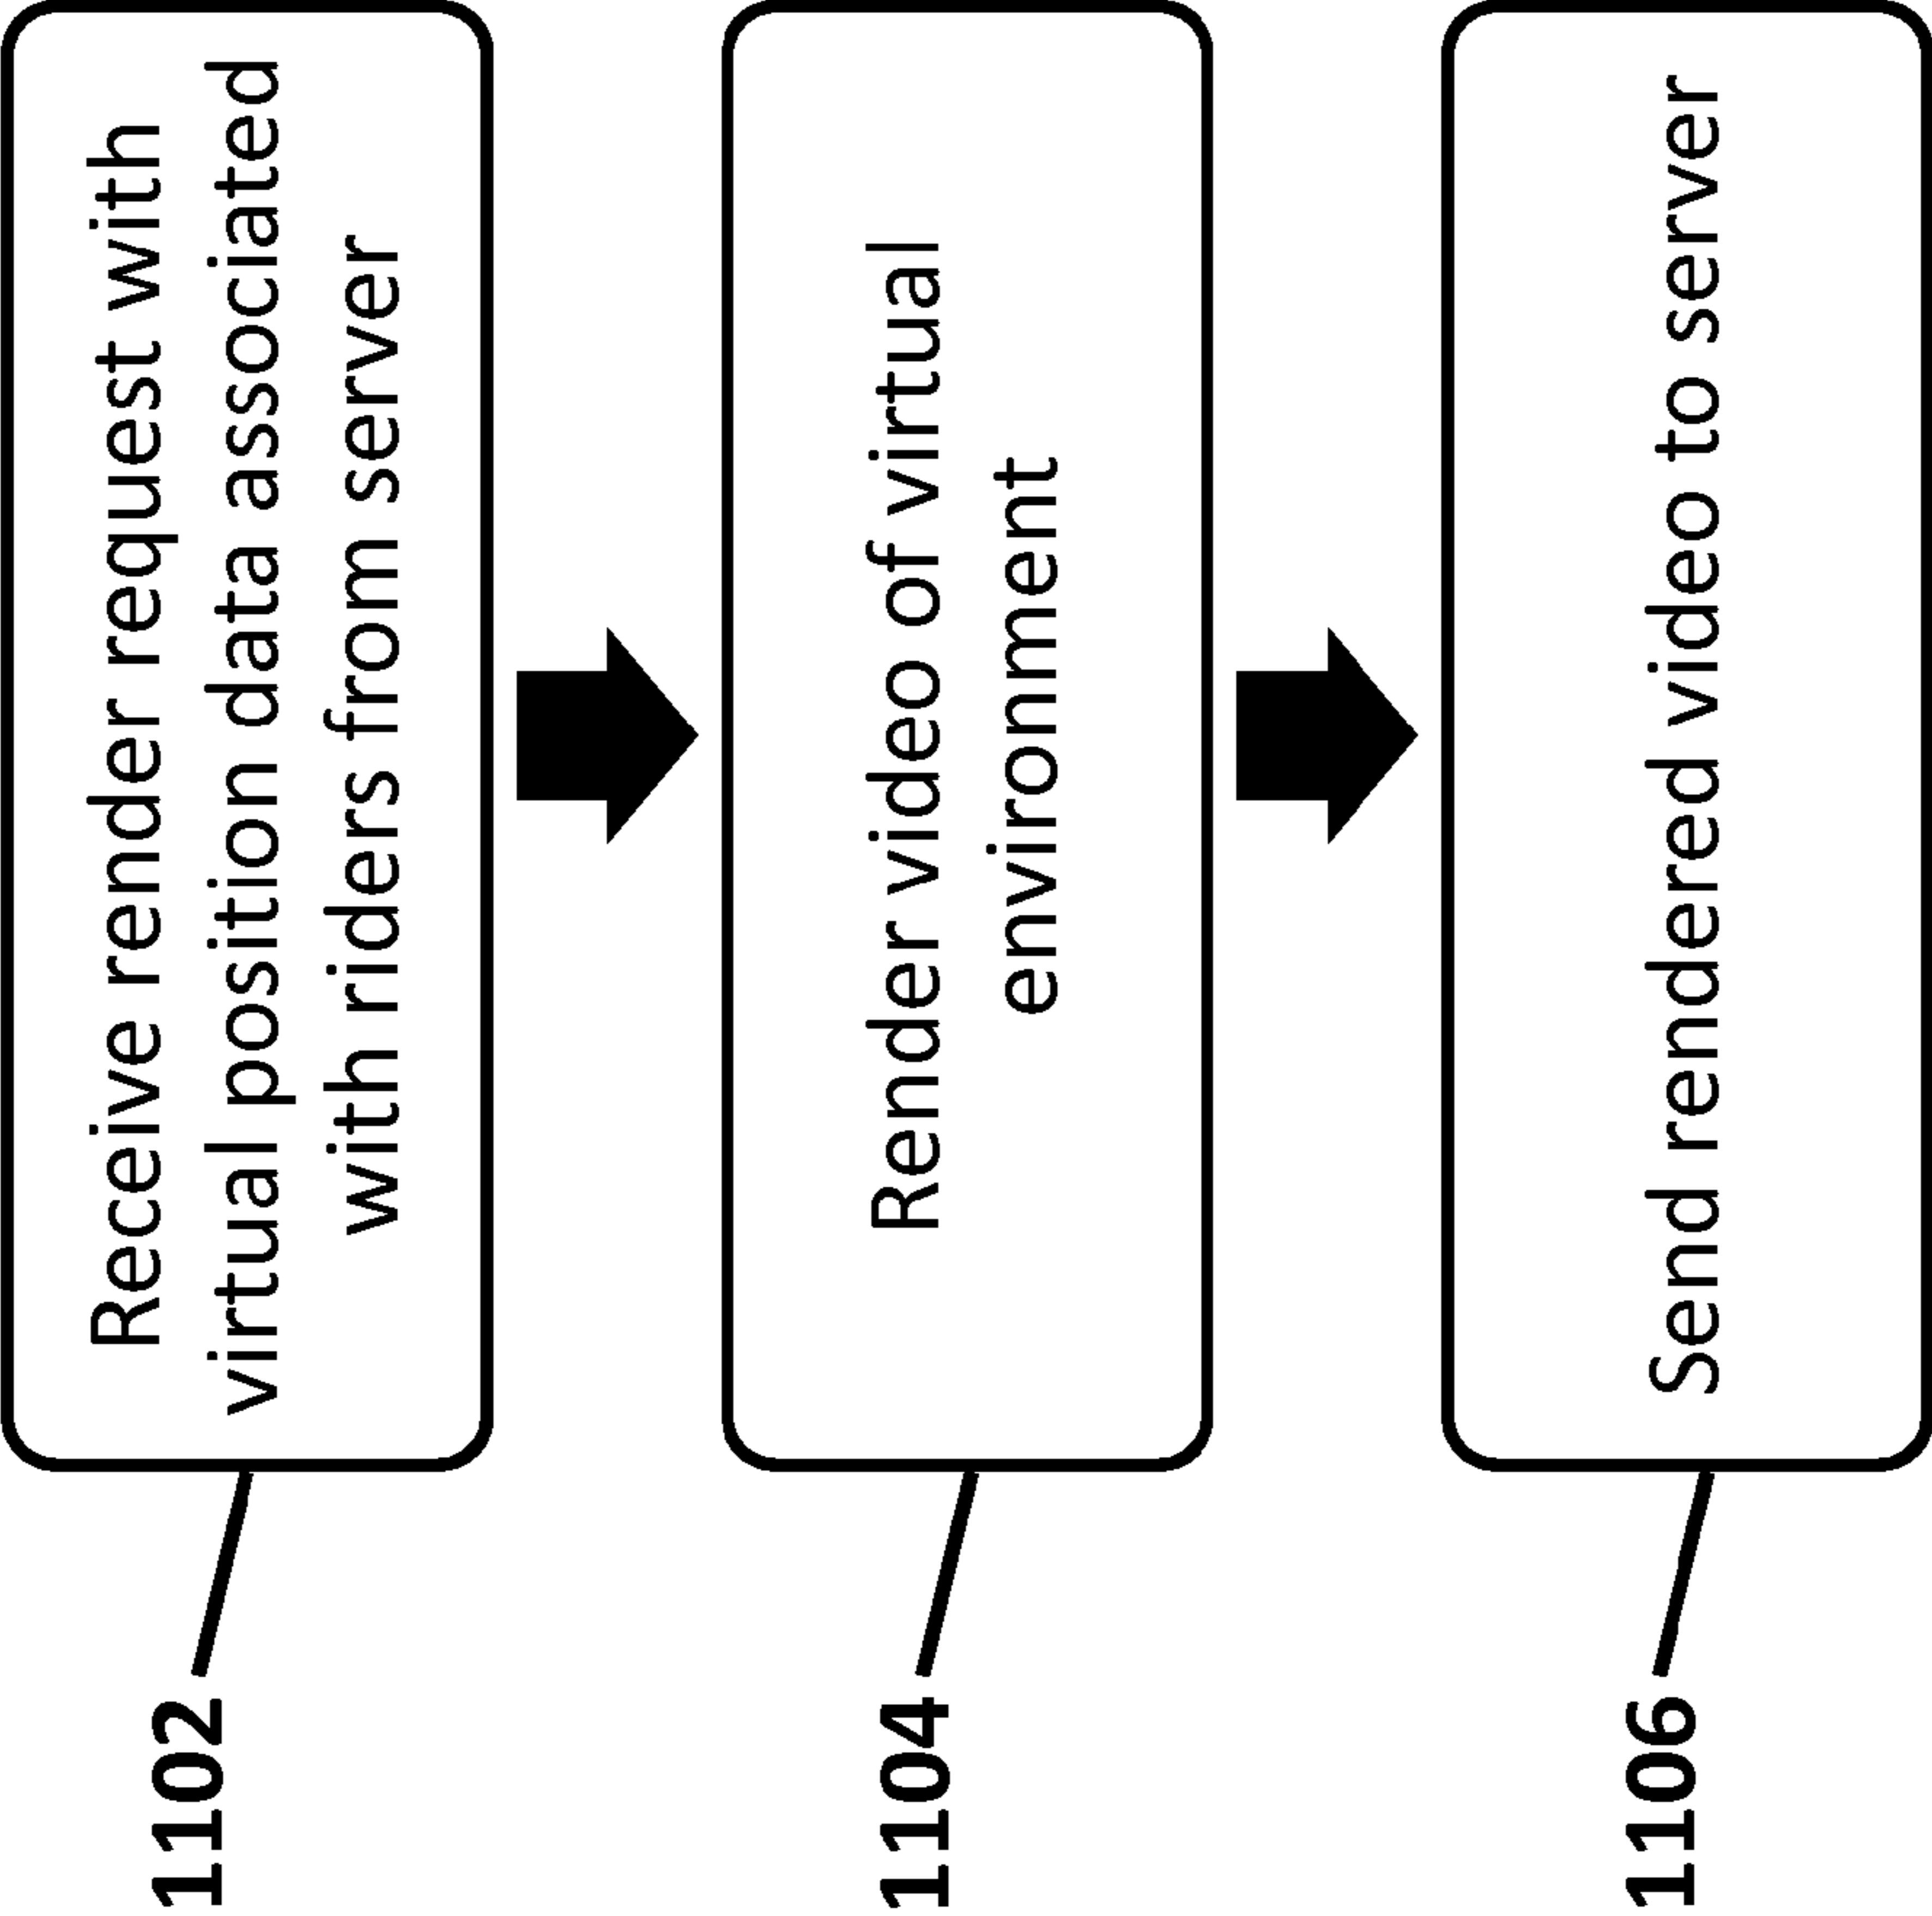 1102
Receive render request with
virtual position data associated
with riders from server
1104
Render video of virtual
environment
1106
Send rendered video to server